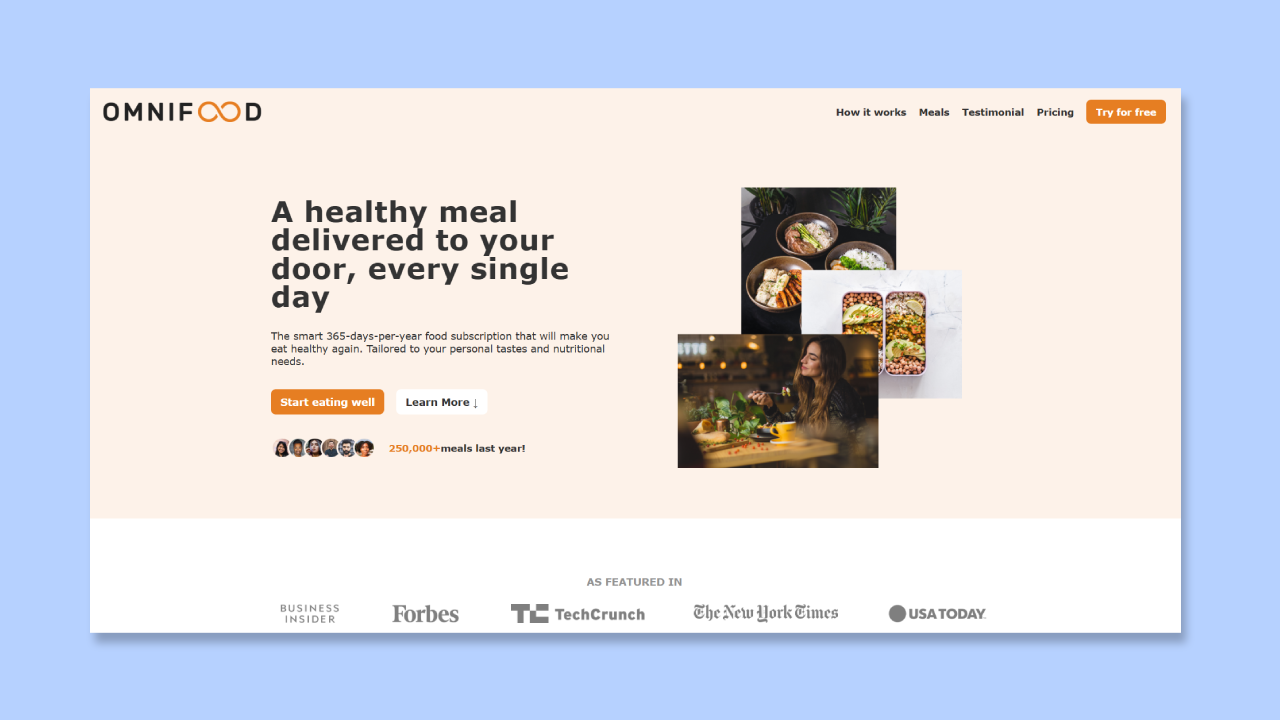 OMNIFOOD
How it works Meals Testimonial Pricing Try for free
A healthy meal
delivered to your
door, every single
day
The smart 365-days-per-year food subscription that will make you
eat healthy again. Tailored to your personal tastes and nutritional
needs.
Start eating well Learn More ↓
250,000+meals last year!
AS FEATURED IN
BUSINESS
INSIDER
Forbes
TC TechCrunch
The New York Times
USA TODAY